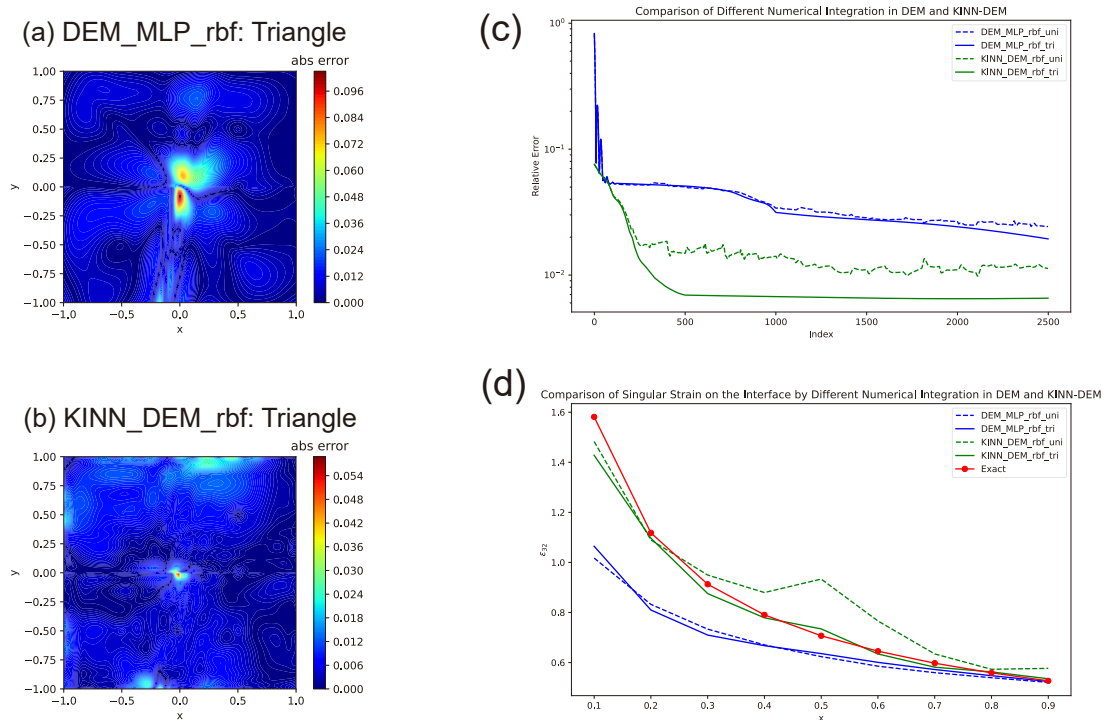 (a) DEM_MLP_rbf: Triangle
abs error
1.00
0.75
0.50
0.25
0.00
−0.25
−0.50
−0.75
−1.00
y
−1.0 −0.5 0.0 0.5 1.0
x
0.096
0.084
0.072
0.060
0.048
0.036
0.024
0.012
0.000
(b) KINN_DEM_rbf: Triangle
abs error
1.00
0.75
0.50
0.25
0.00
−0.25
−0.50
−0.75
−1.00
y
−1.0 −0.5 0.0 0.5 1.0
x
0.054
0.048
0.042
0.036
0.030
0.024
0.018
0.012
0.006
0.000
(c)
Comparison of Different Numerical Integration in DEM and KINN-DEM
DEM_MLP_rbf_uni
DEM_MLP_rbf_tri
KINN_DEM_rbf_uni
KINN_DEM_rbf_tri
10⁰
10⁻¹
10⁻²
Relative Error
0 500 1000 1500 2000 2500
Index
(d)
Comparison of Singular Strain on the Interface by Different Numerical Integration in DEM and KINN-DEM
DEM_MLP_rbf_uni
DEM_MLP_rbf_tri
KINN_DEM_rbf_uni
KINN_DEM_rbf_tri
Exact
1.6
1.4
1.2
1.0
0.8
0.6
ε₃₂
0.1 0.2 0.3 0.4 0.5 0.6 0.7 0.8 0.9
x